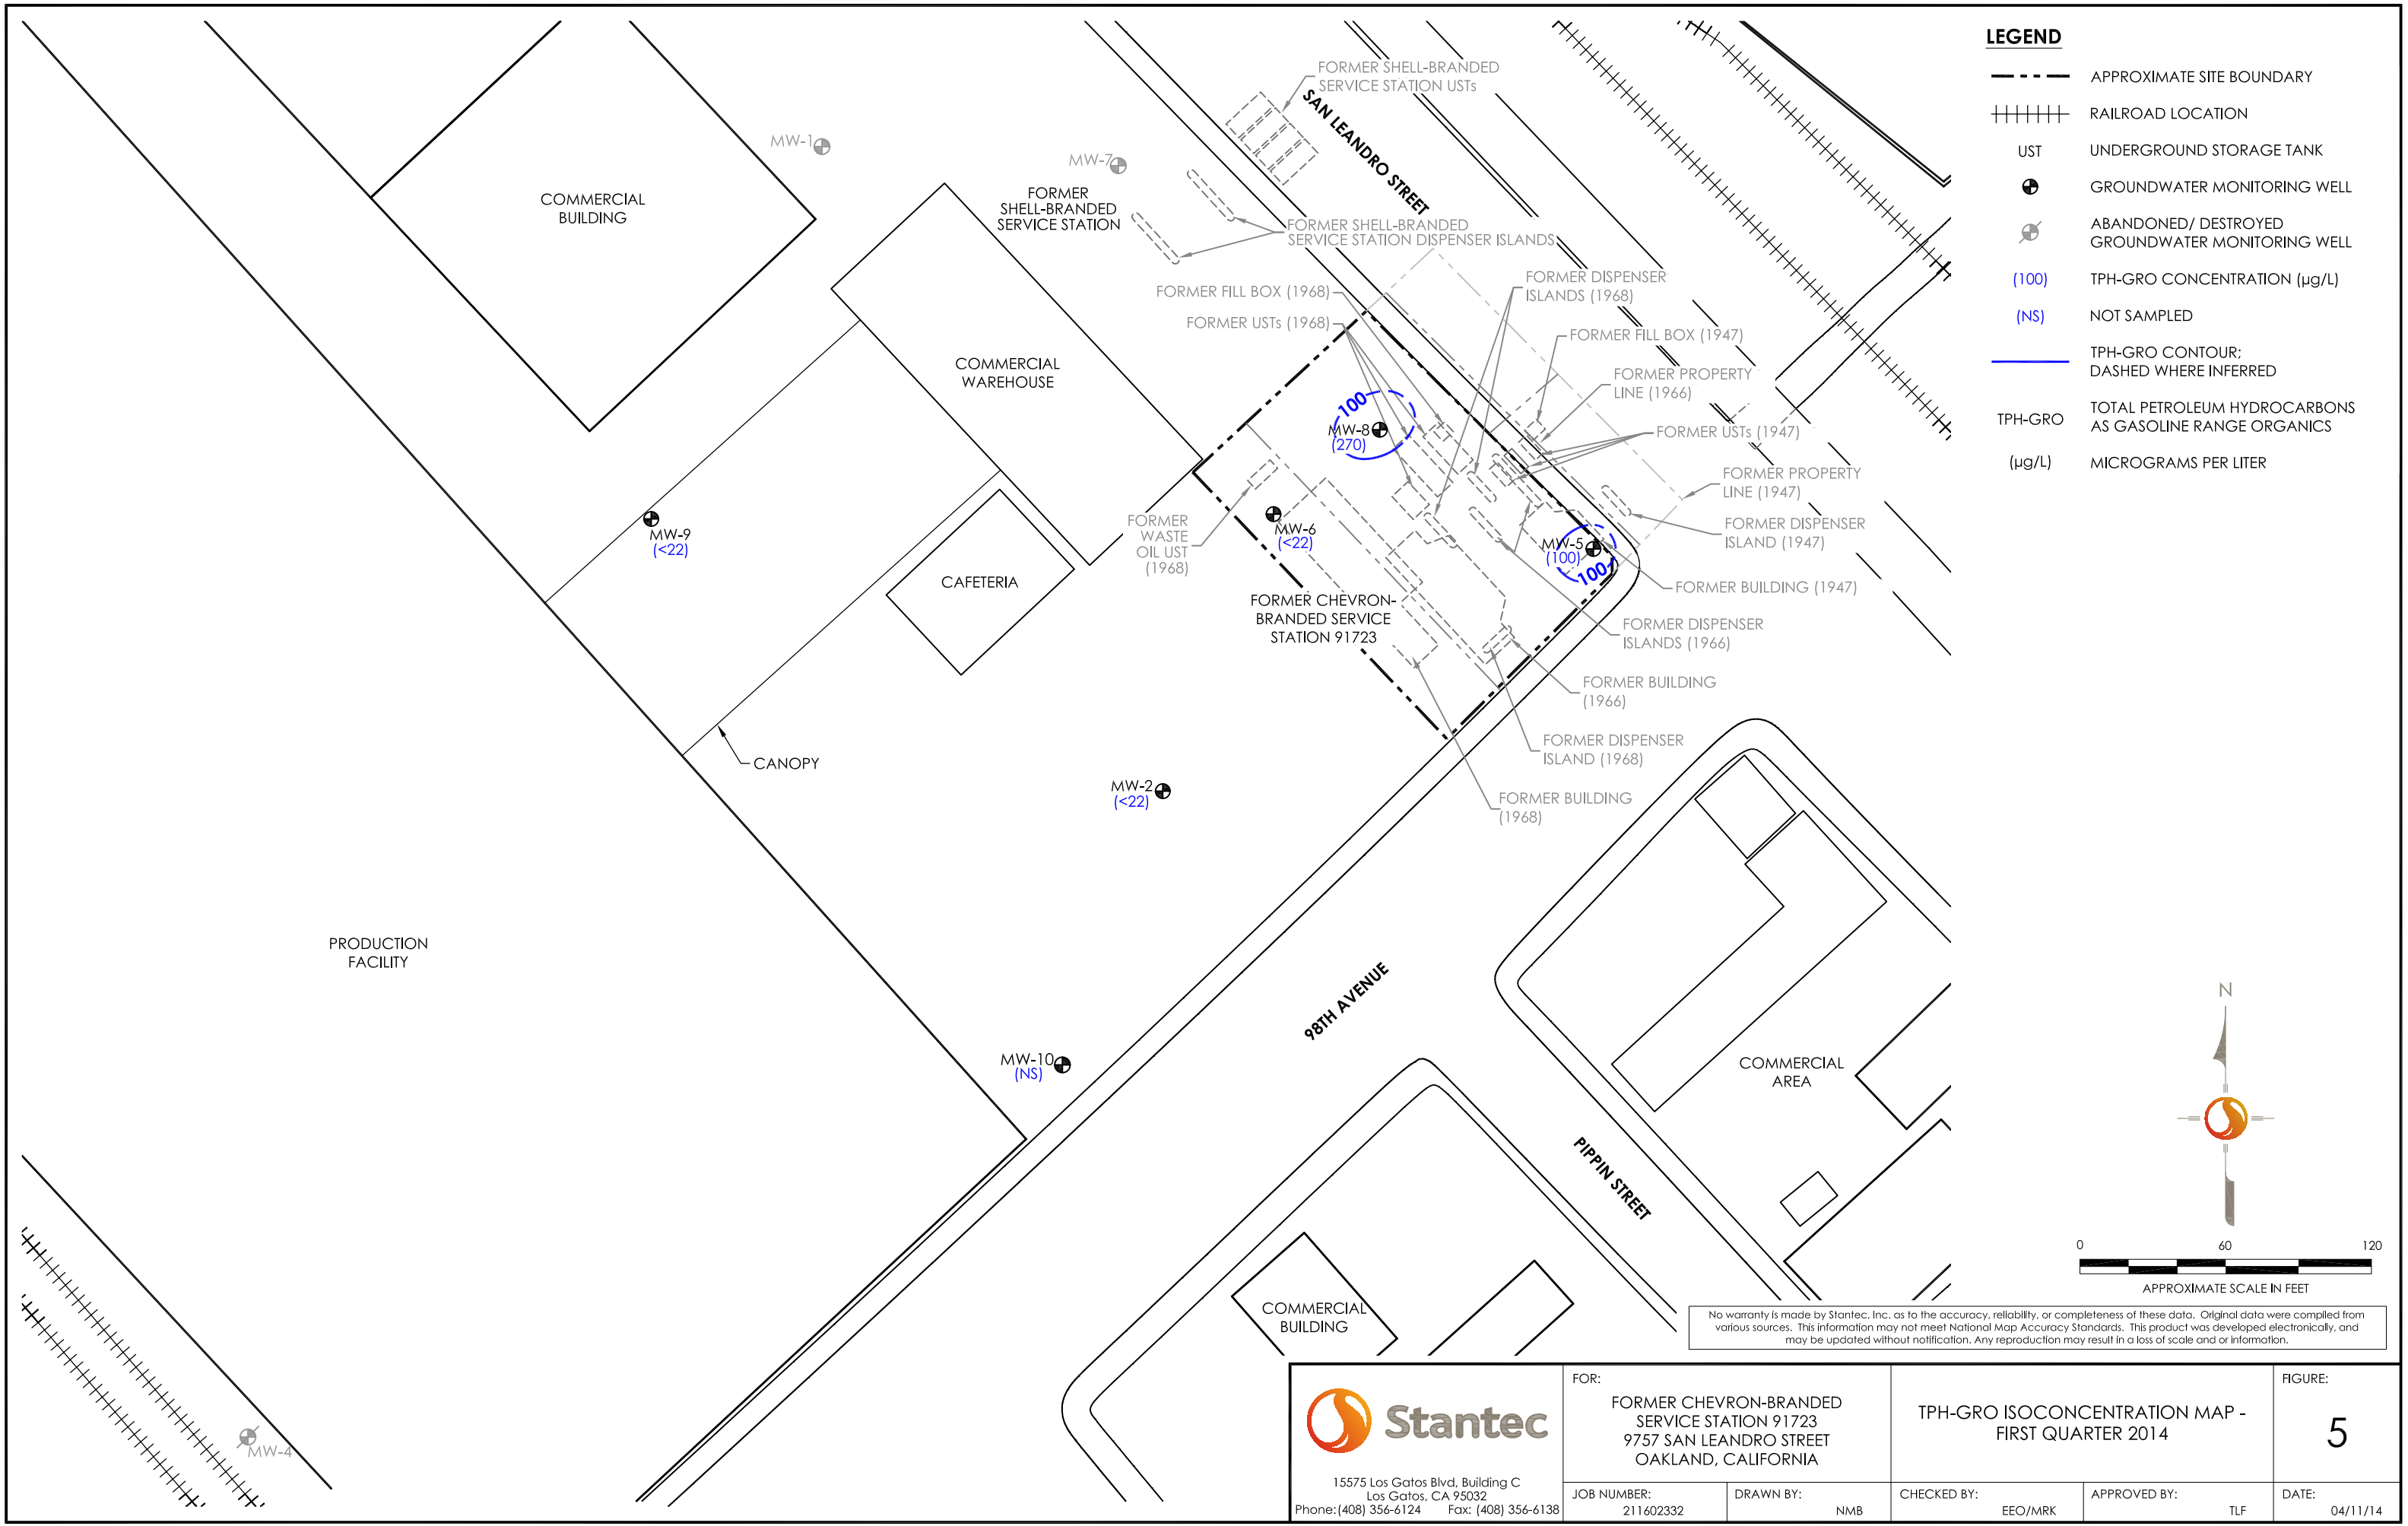 LEGEND
APPROXIMATE SITE BOUNDARY
RAILROAD LOCATION
UST UNDERGROUND STORAGE TANK
GROUNDWATER MONITORING WELL
ABANDONED/ DESTROYED
GROUNDWATER MONITORING WELL
(100) TPH-GRO CONCENTRATION (µg/L)
(NS) NOT SAMPLED
TPH-GRO CONTOUR;
DASHED WHERE INFERRED
TPH-GRO TOTAL PETROLEUM HYDROCARBONS
AS GASOLINE RANGE ORGANICS
(µg/L) MICROGRAMS PER LITER
FORMER SHELL-BRANDED
SERVICE STATION USTs
SAN LEANDRO STREET
MW-1
MW-7
COMMERCIAL
BUILDING
FORMER
SHELL-BRANDED
SERVICE STATION
FORMER SHELL-BRANDED
SERVICE STATION DISPENSER ISLANDS
FORMER DISPENSER
ISLANDS (1968)
FORMER FILL BOX (1968)
FORMER USTs (1968)
FORMER FILL BOX (1947)
COMMERCIAL
WAREHOUSE
FORMER PROPERTY
LINE (1966)
100
MW-8
(270)
FORMER USTs (1947)
FORMER PROPERTY
LINE (1947)
FORMER
WASTE
OIL UST
(1968)
MW-6
(<22)
FORMER DISPENSER
ISLAND (1947)
MW-9
(<22)
MW-5
(100)
100
CAFETERIA
FORMER BUILDING (1947)
FORMER CHEVRON-
BRANDED SERVICE
STATION 91723
FORMER DISPENSER
ISLANDS (1966)
FORMER BUILDING
(1966)
FORMER DISPENSER
ISLAND (1968)
CANOPY
MW-2
(<22)
FORMER BUILDING
(1968)
PRODUCTION
FACILITY
98TH AVENUE
MW-10
(NS)
COMMERCIAL
AREA
PIPPIN STREET
N
0 60 120
APPROXIMATE SCALE IN FEET
COMMERCIAL
BUILDING
MW-4
No warranty is made by Stantec, Inc. as to the accuracy, reliability, or completeness of these data. Original data were compiled from
various sources. This information may not meet National Map Accuracy Standards. This product was developed electronically, and
may be updated without notification. Any reproduction may result in a loss of scale and or information.
Stantec
15575 Los Gatos Blvd, Building C
Los Gatos, CA 95032
Phone:(408) 356-6124 Fax: (408) 356-6138
FOR:
FORMER CHEVRON-BRANDED
SERVICE STATION 91723
9757 SAN LEANDRO STREET
OAKLAND, CALIFORNIA
TPH-GRO ISOCONCENTRATION MAP -
FIRST QUARTER 2014
FIGURE:
5
JOB NUMBER:
211602332
DRAWN BY:
NMB
CHECKED BY:
EEO/MRK
APPROVED BY:
TLF
DATE:
04/11/14